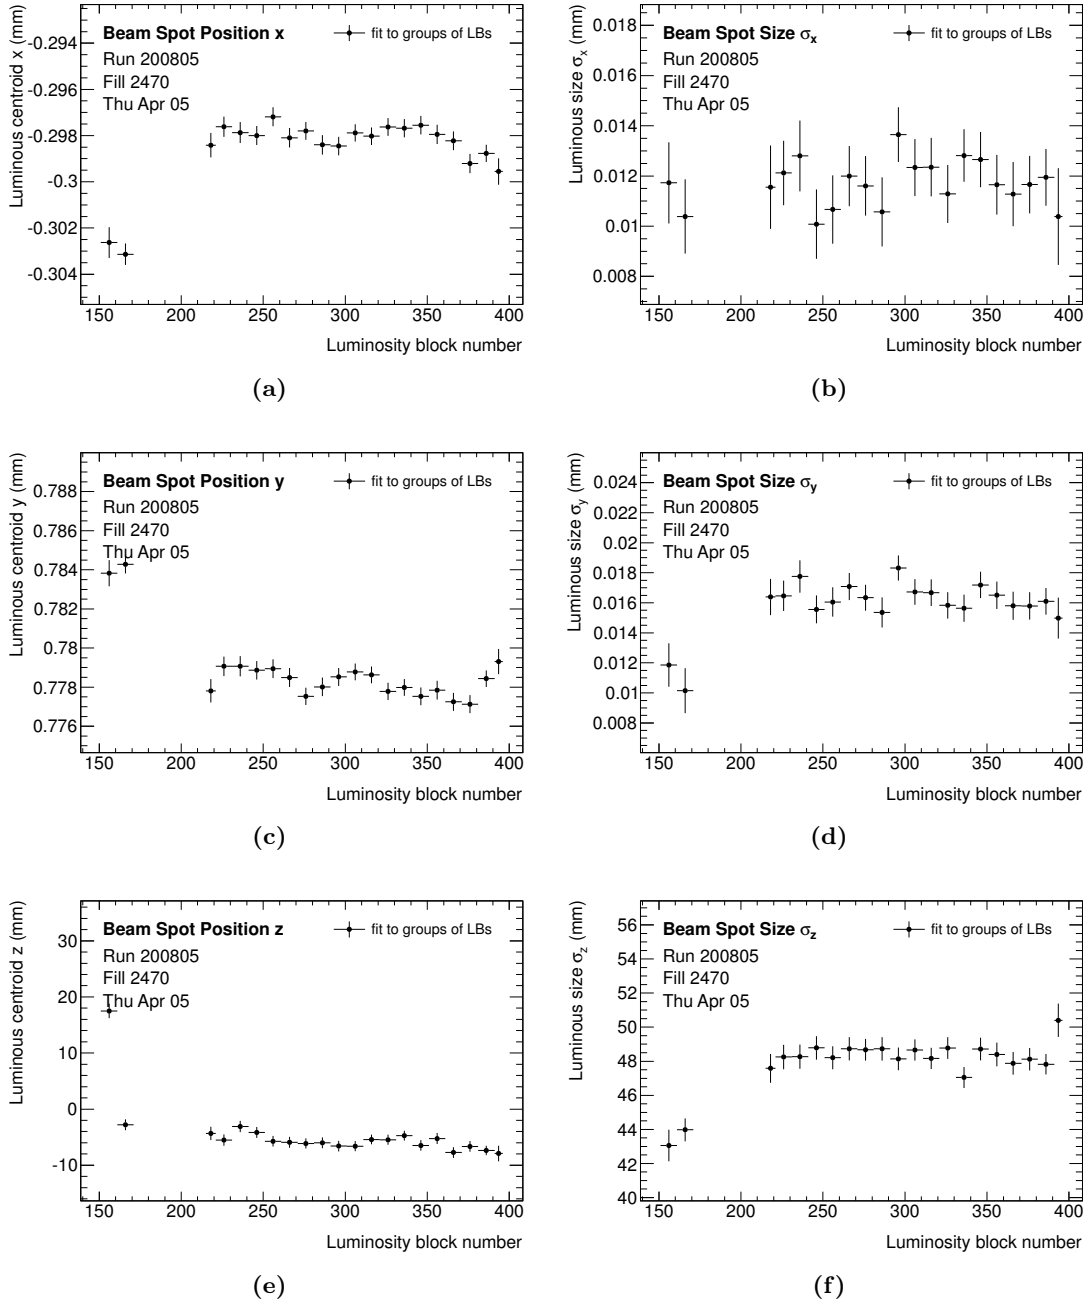 Beam Spot Position x
fit to groups of LBs
Run 200805
Fill 2470
Thu Apr 05
Luminous centroid x (mm)
-0.294
-0.296
-0.298
-0.3
-0.302
-0.304
150 200 250 300 350 400
Luminosity block number
(a)
Beam Spot Size σx
fit to groups of LBs
Run 200805
Fill 2470
Thu Apr 05
Luminous size σx (mm)
0.018
0.016
0.014
0.012
0.01
0.008
150 200 250 300 350 400
Luminosity block number
(b)
Beam Spot Position y
fit to groups of LBs
Run 200805
Fill 2470
Thu Apr 05
Luminous centroid y (mm)
0.788
0.786
0.784
0.782
0.78
0.778
0.776
150 200 250 300 350 400
Luminosity block number
(c)
Beam Spot Size σy
fit to groups of LBs
Run 200805
Fill 2470
Thu Apr 05
Luminous size σy (mm)
0.024
0.022
0.02
0.018
0.016
0.014
0.012
0.01
0.008
150 200 250 300 350 400
Luminosity block number
(d)
Beam Spot Position z
fit to groups of LBs
Run 200805
Fill 2470
Thu Apr 05
Luminous centroid z (mm)
30
20
10
0
-10
150 200 250 300 350 400
Luminosity block number
(e)
Beam Spot Size σz
fit to groups of LBs
Run 200805
Fill 2470
Thu Apr 05
Luminous size σz (mm)
56
54
52
50
48
46
44
42
40
150 200 250 300 350 400
Luminosity block number
(f)